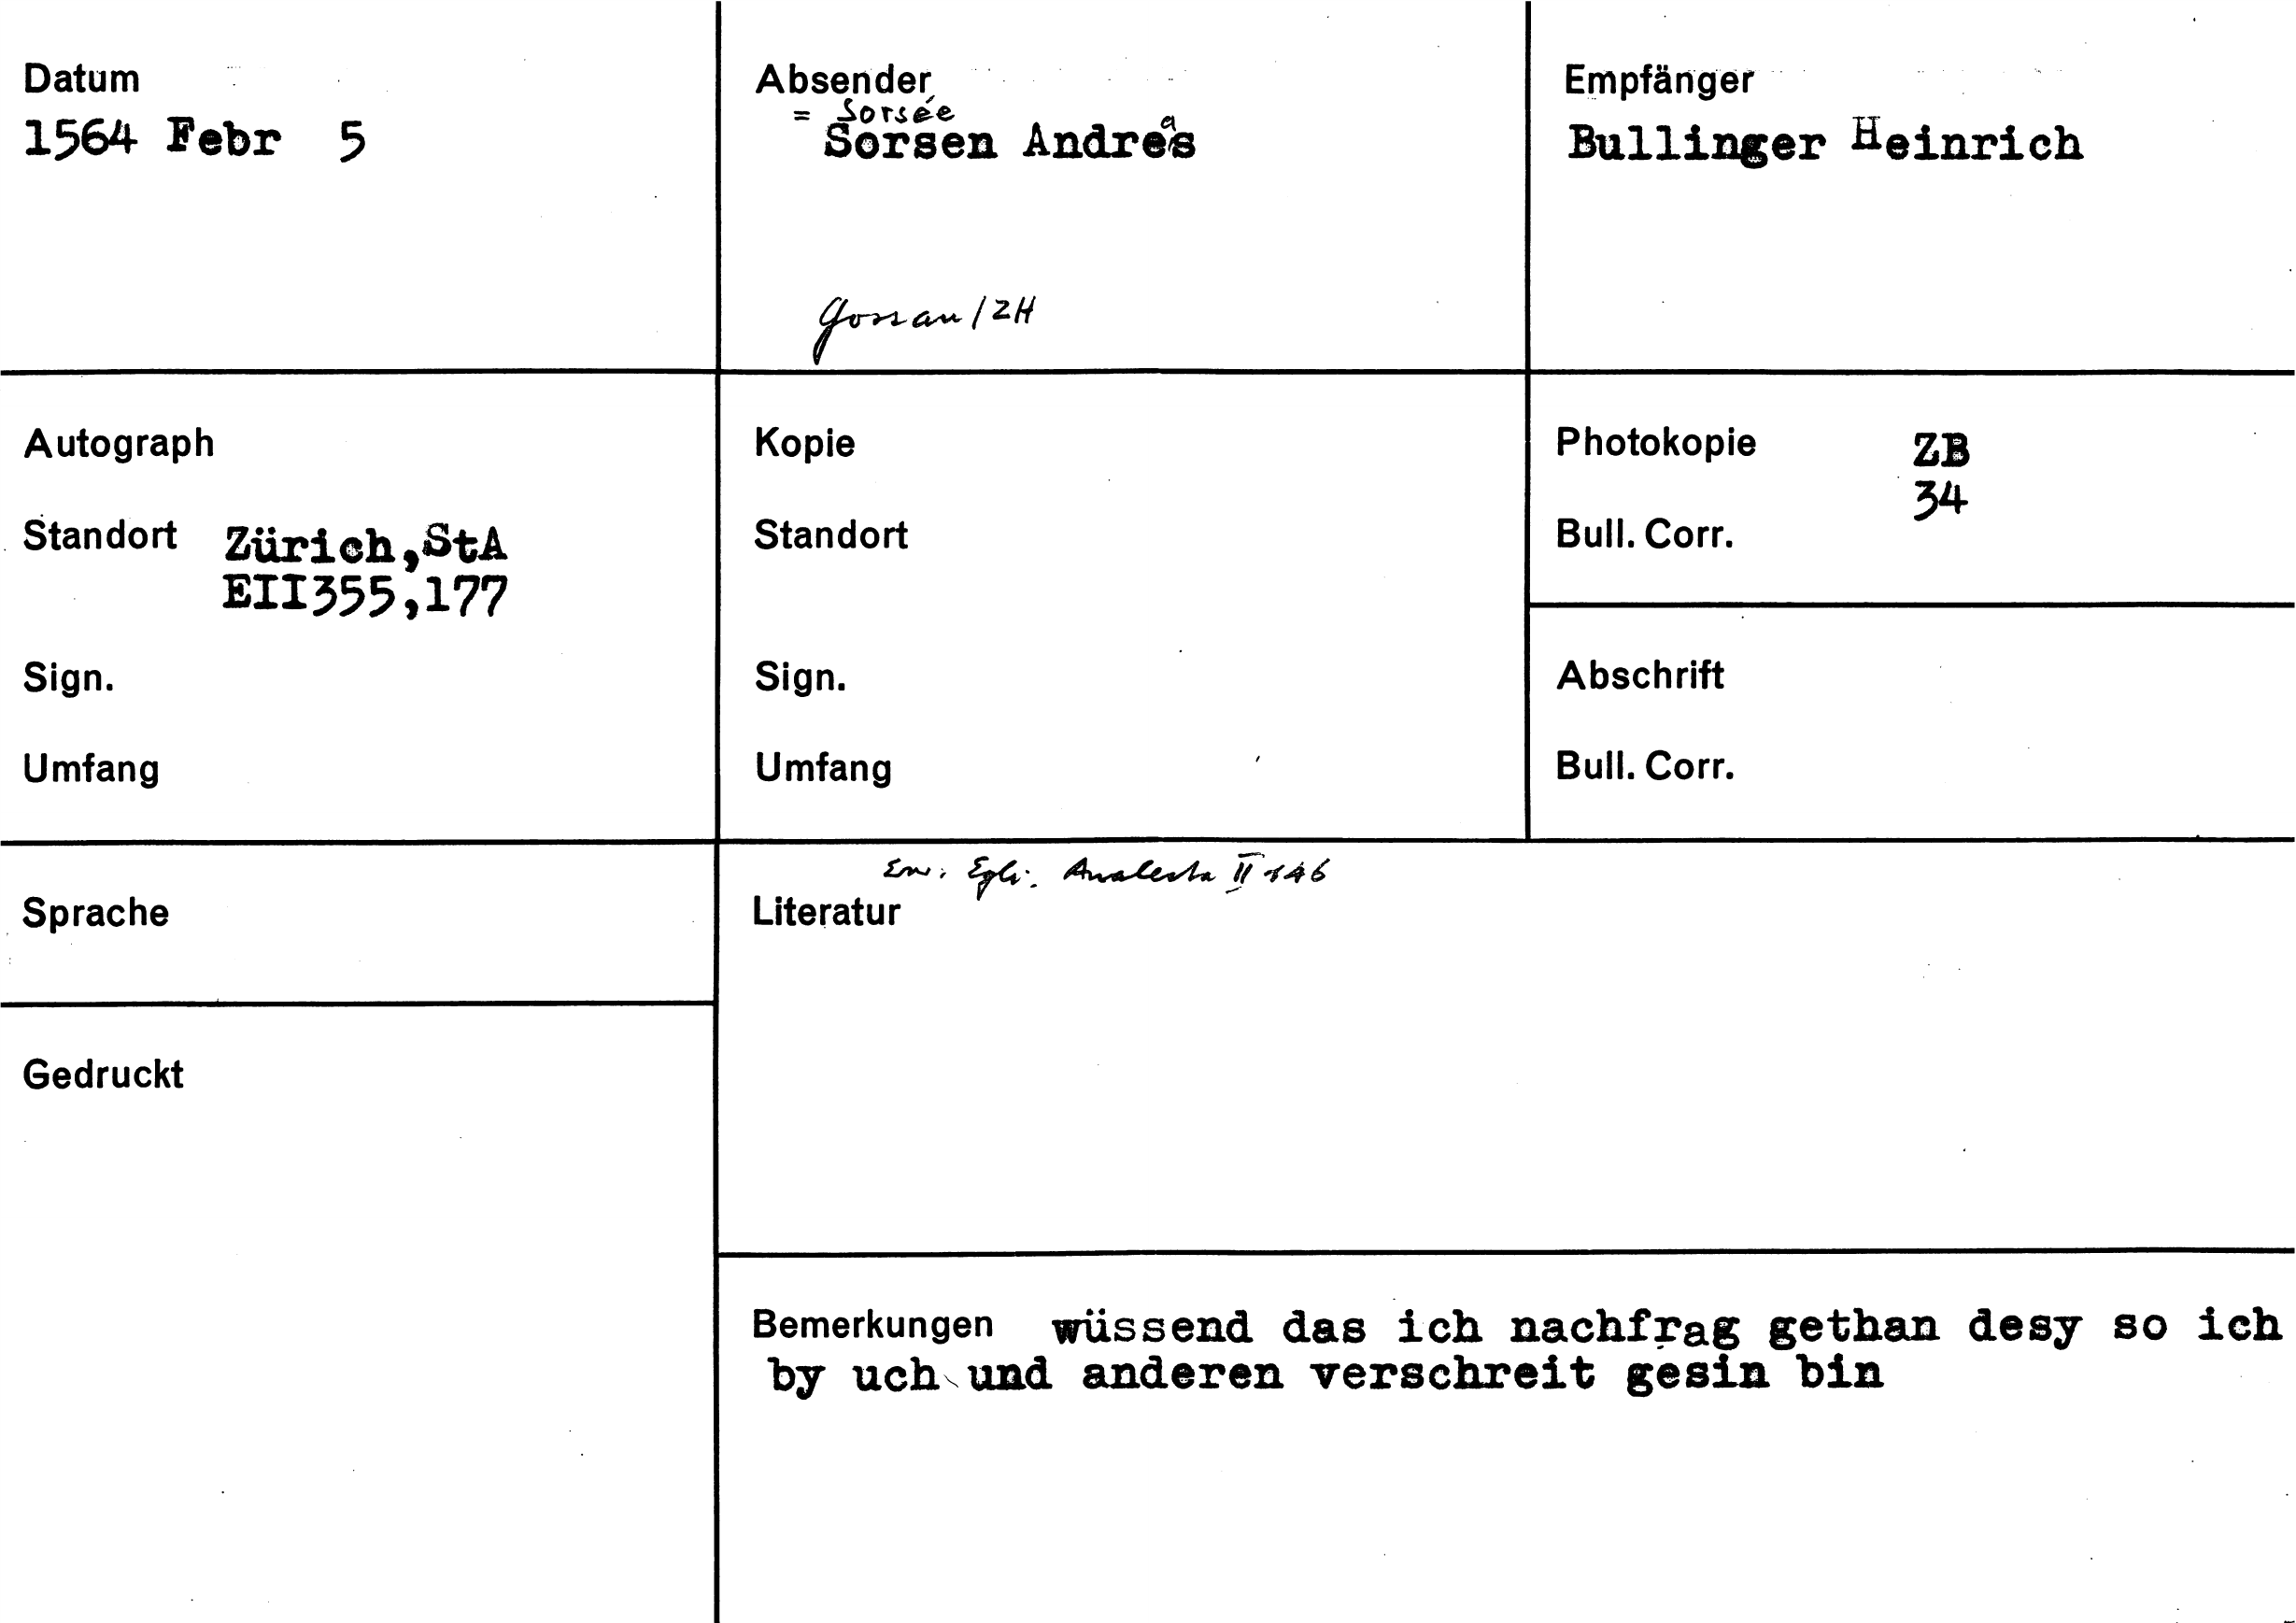 Datum
1564 Febr 5
Absender
= Sorsée
Sorsen Andreas
Gossau / ZH
Empfänger
Bullinger Heinrich
Autograph
Standort Zürich,StA
EII355,177
Sign.
Umfang
Kopie
Standort
Sign.
Umfang
Photokopie ZB
34
Bull. Corr.
Abschrift
Bull. Corr.
Sprache
Gedruckt
Em. Egli: Analecta II 146
Literatur
Bemerkungen wüssend das ich nachfrag gethan desy so ich
by uch und anderen verschreit gesin bin